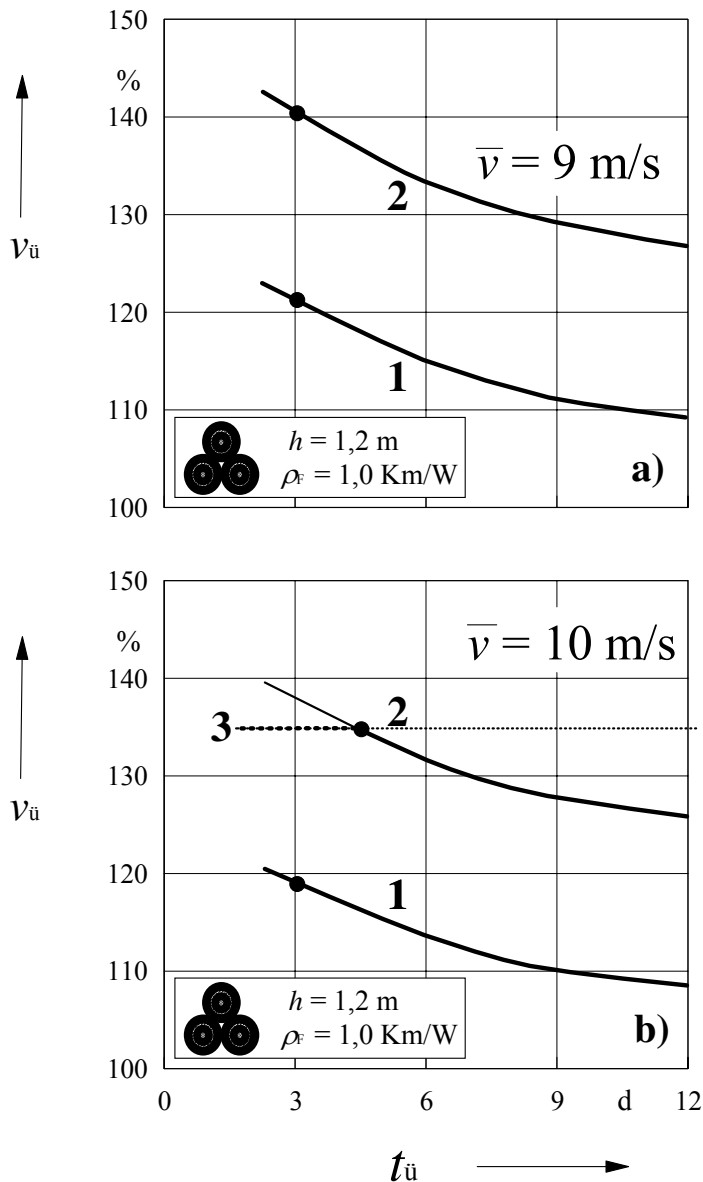 150
%
140
v̅ = 9 m/s
130
2
vü
120
1
110
h = 1,2 m
ρF = 1,0 Km/W
a)
100
150
%
v̅ = 10 m/s
140
3
2
130
vü
120
1
110
h = 1,2 m
ρF = 1,0 Km/W
b)
100
0 3 6 9 d 12
tü